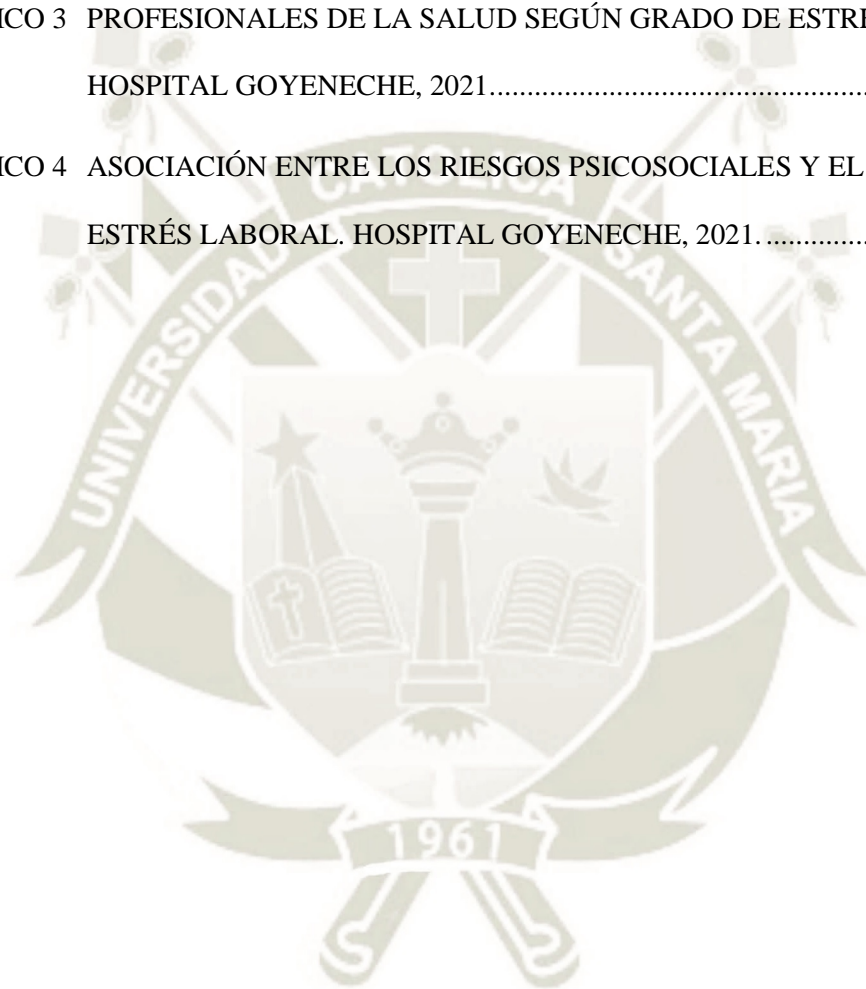 ICO 3 PROFESIONALES DE LA SALUD SEGÚN GRADO DE ESTRÉ
HOSPITAL GOYENECHE, 2021
ICO 4 ASOCIACIÓN ENTRE LOS RIESGOS PSICOSOCIALES Y EL
ESTRÉS LABORAL. HOSPITAL GOYENECHE, 2021.
UNIVERSIDAD CATOLICA SANTA MARIA
1961